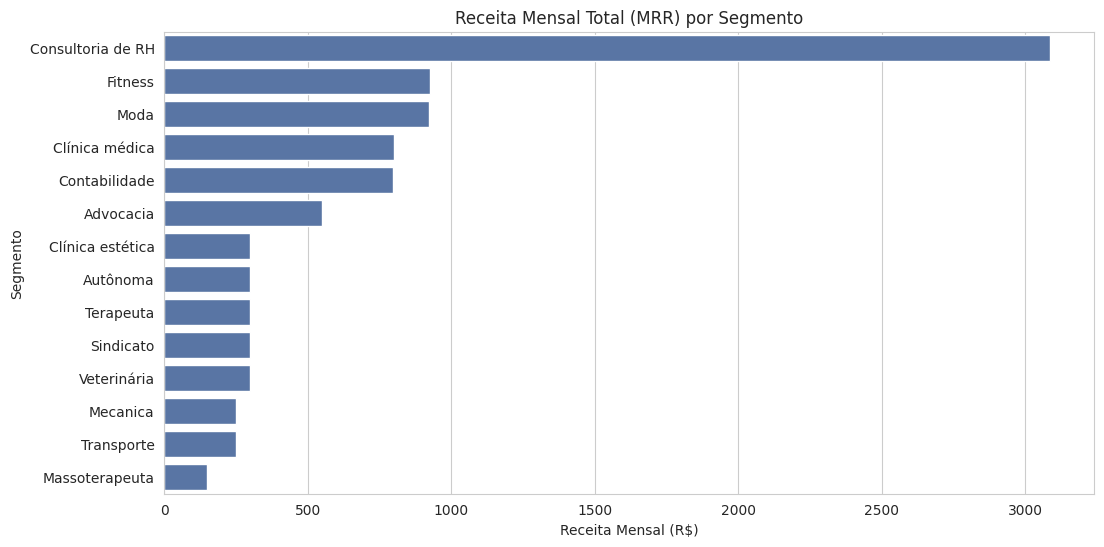 Receita Mensal Total (MRR) por Segmento
Segmento
Consultoria de RH
Fitness
Moda
Clínica médica
Contabilidade
Advocacia
Clínica estética
Autônoma
Terapeuta
Sindicato
Veterinária
Mecanica
Transporte
Massoterapeuta
0 500 1000 1500 2000 2500 3000
Receita Mensal (R$)